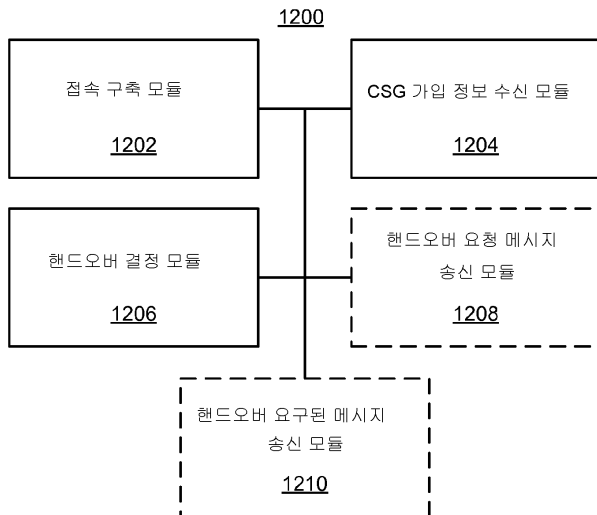 1200
접속 구축 모듈
1202
CSG 가입 정보 수신 모듈
1204
핸드오버 결정 모듈
1206
핸드오버 요청 메시지
송신 모듈
1208
핸드오버 요구된 메시지
송신 모듈
1210